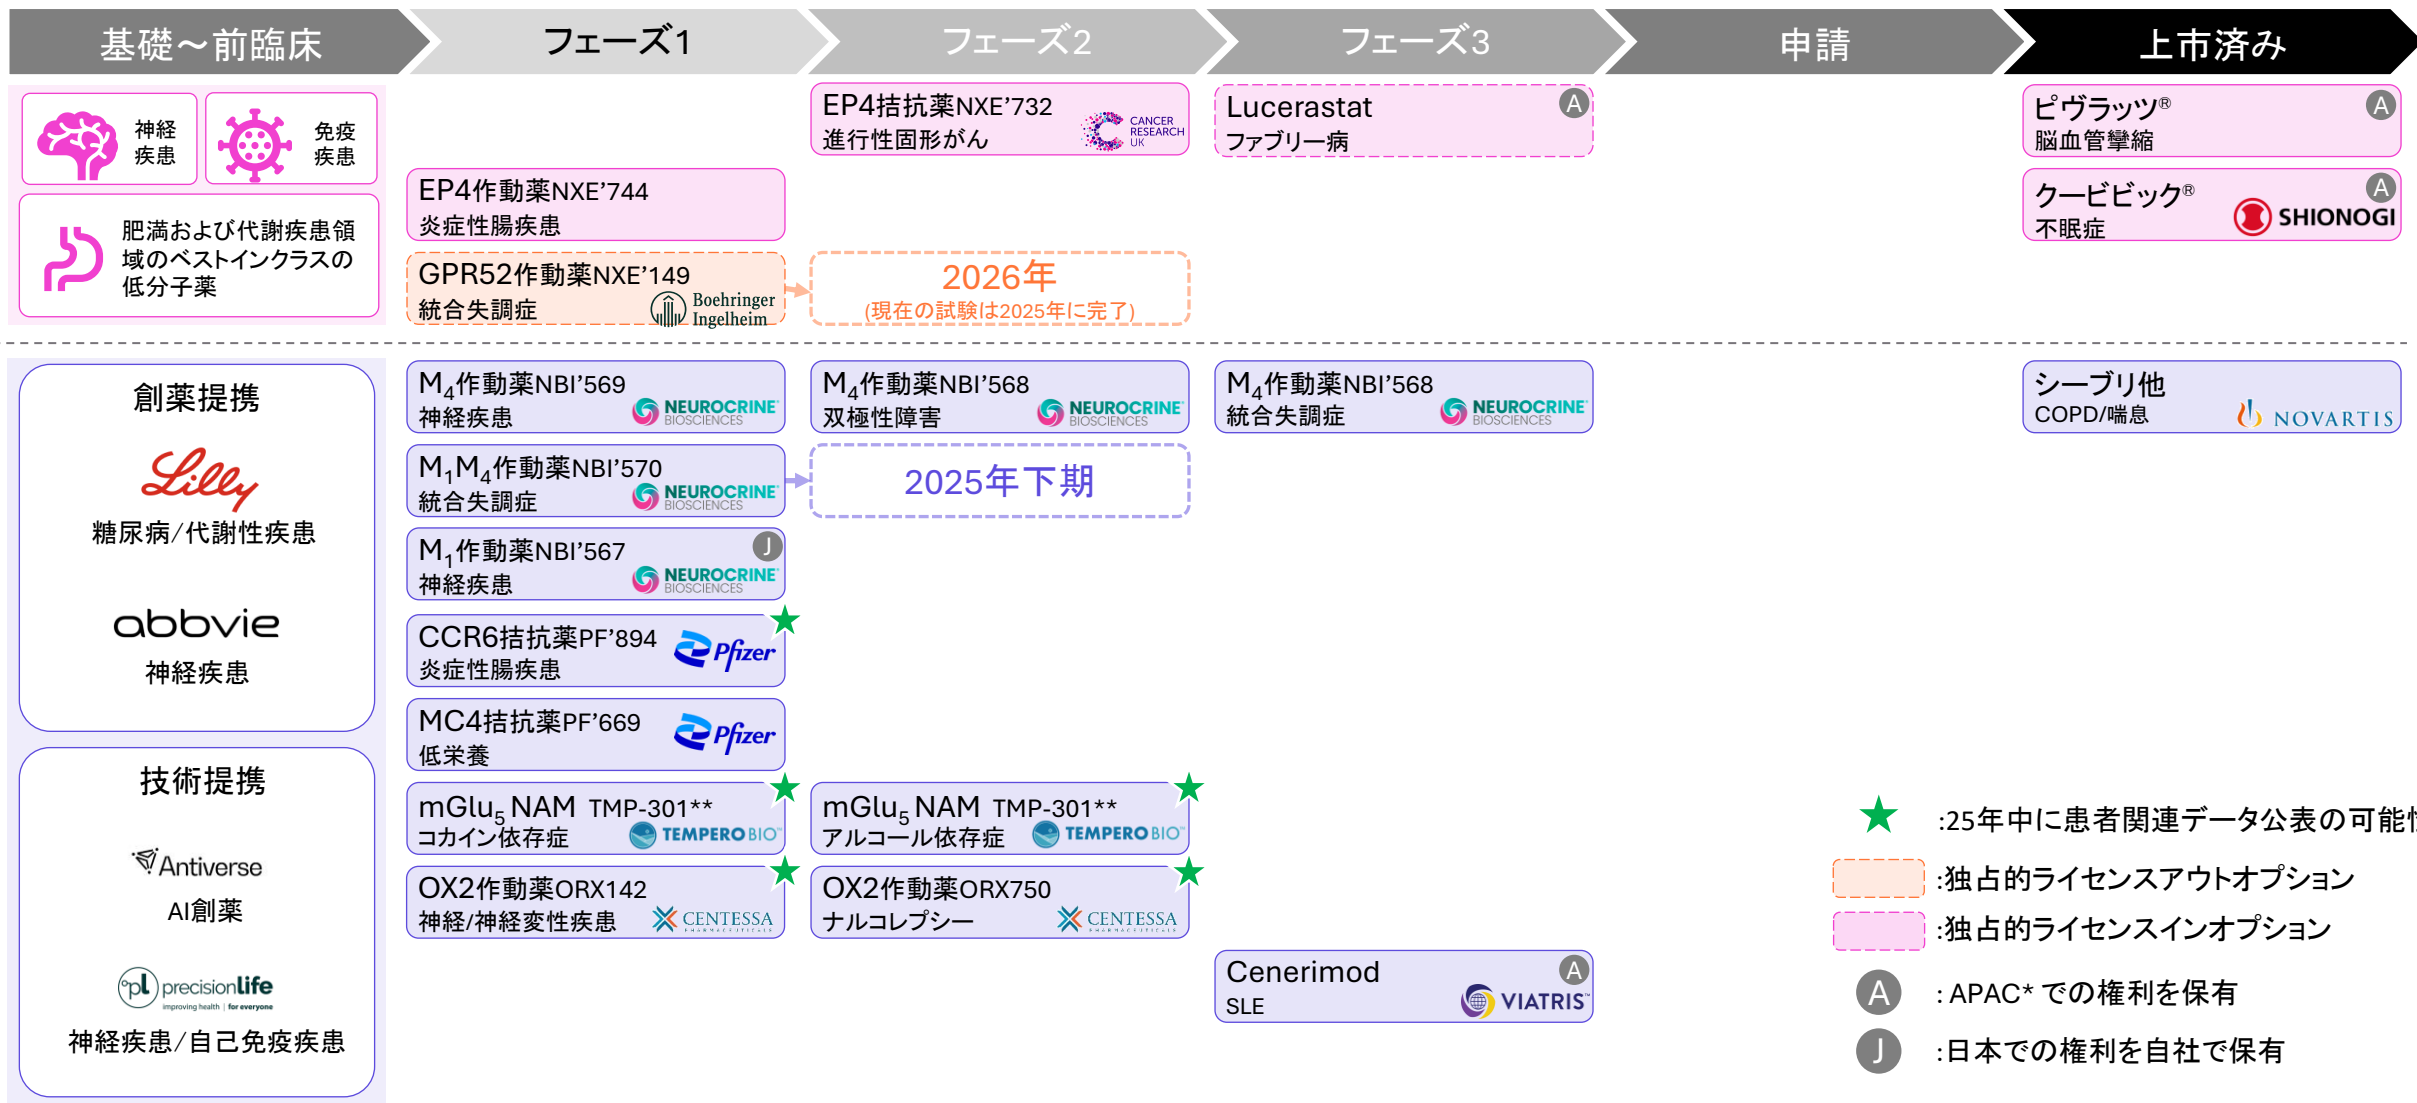 基礎～前臨床
フェーズ1
フェーズ2
フェーズ3
申請
上市済み
神経
疾患
免疫
疾患
肥満および代謝疾患領
域のベストインクラスの
低分子薬
EP4拮抗薬NXE’732
進行性固形がん
CANCER
RESEARCH
UK
Lucerastat
ファブリー病
A
ピヴラッツ®
脳血管攣縮
A
EP4作動薬NXE’744
炎症性腸疾患
クービビック®
不眠症
A
SHIONOGI
GPR52作動薬NXE’149
統合失調症
Boehringer
Ingelheim
2026年
(現在の試験は2025年に完了)
創薬提携
Lilly
糖尿病/代謝性疾患
abbvie
神経疾患
技術提携
Antiverse
AI創薬
°pl precisionlife
improving health | for everyone
神経疾患/自己免疫疾患
M4作動薬NBI’569
神経疾患
NEUROCRINE
BIOSCIENCES
M4作動薬NBI’568
双極性障害
NEUROCRINE
BIOSCIENCES
M4作動薬NBI’568
統合失調症
NEUROCRINE
BIOSCIENCES
シーブリ他
COPD/喘息
NOVARTIS
M1M4作動薬NBI’570
統合失調症
NEUROCRINE
BIOSCIENCES
2025年下期
M1作動薬NBI’567
神経疾患
J
NEUROCRINE
BIOSCIENCES
CCR6拮抗薬PF’894
炎症性腸疾患
Pfizer
MC4拮抗薬PF’669
低栄養
Pfizer
mGlu5 NAM TMP-301**
コカイン依存症
TEMPERO BIO™
mGlu5 NAM TMP-301**
アルコール依存症
TEMPERO BIO™
OX2作動薬ORX142
神経/神経変性疾患
CENTESSA
PHARMACEUTICALS
OX2作動薬ORX750
ナルコレプシー
CENTESSA
PHARMACEUTICALS
Cenerimod
SLE
A
VIATRIS™
:25年中に患者関連データ公表の可能性
:独占的ライセンスアウトオプション
:独占的ライセンスインオプション
A : APAC* での権利を保有
J :日本での権利を自社で保有